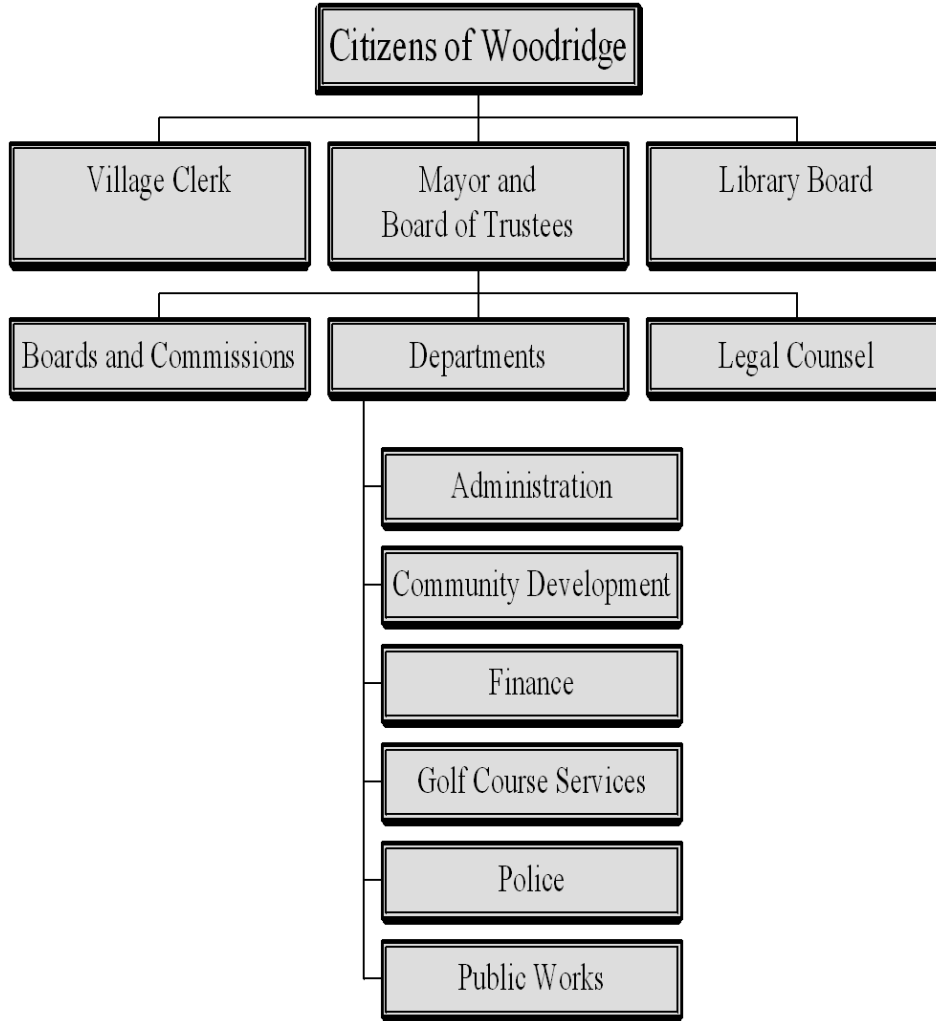 Citizens of Woodridge
Village Clerk
Mayor and
Board of Trustees
Library Board
Boards and Commissions
Departments
Legal Counsel
Administration
Community Development
Finance
Golf Course Services
Police
Public Works